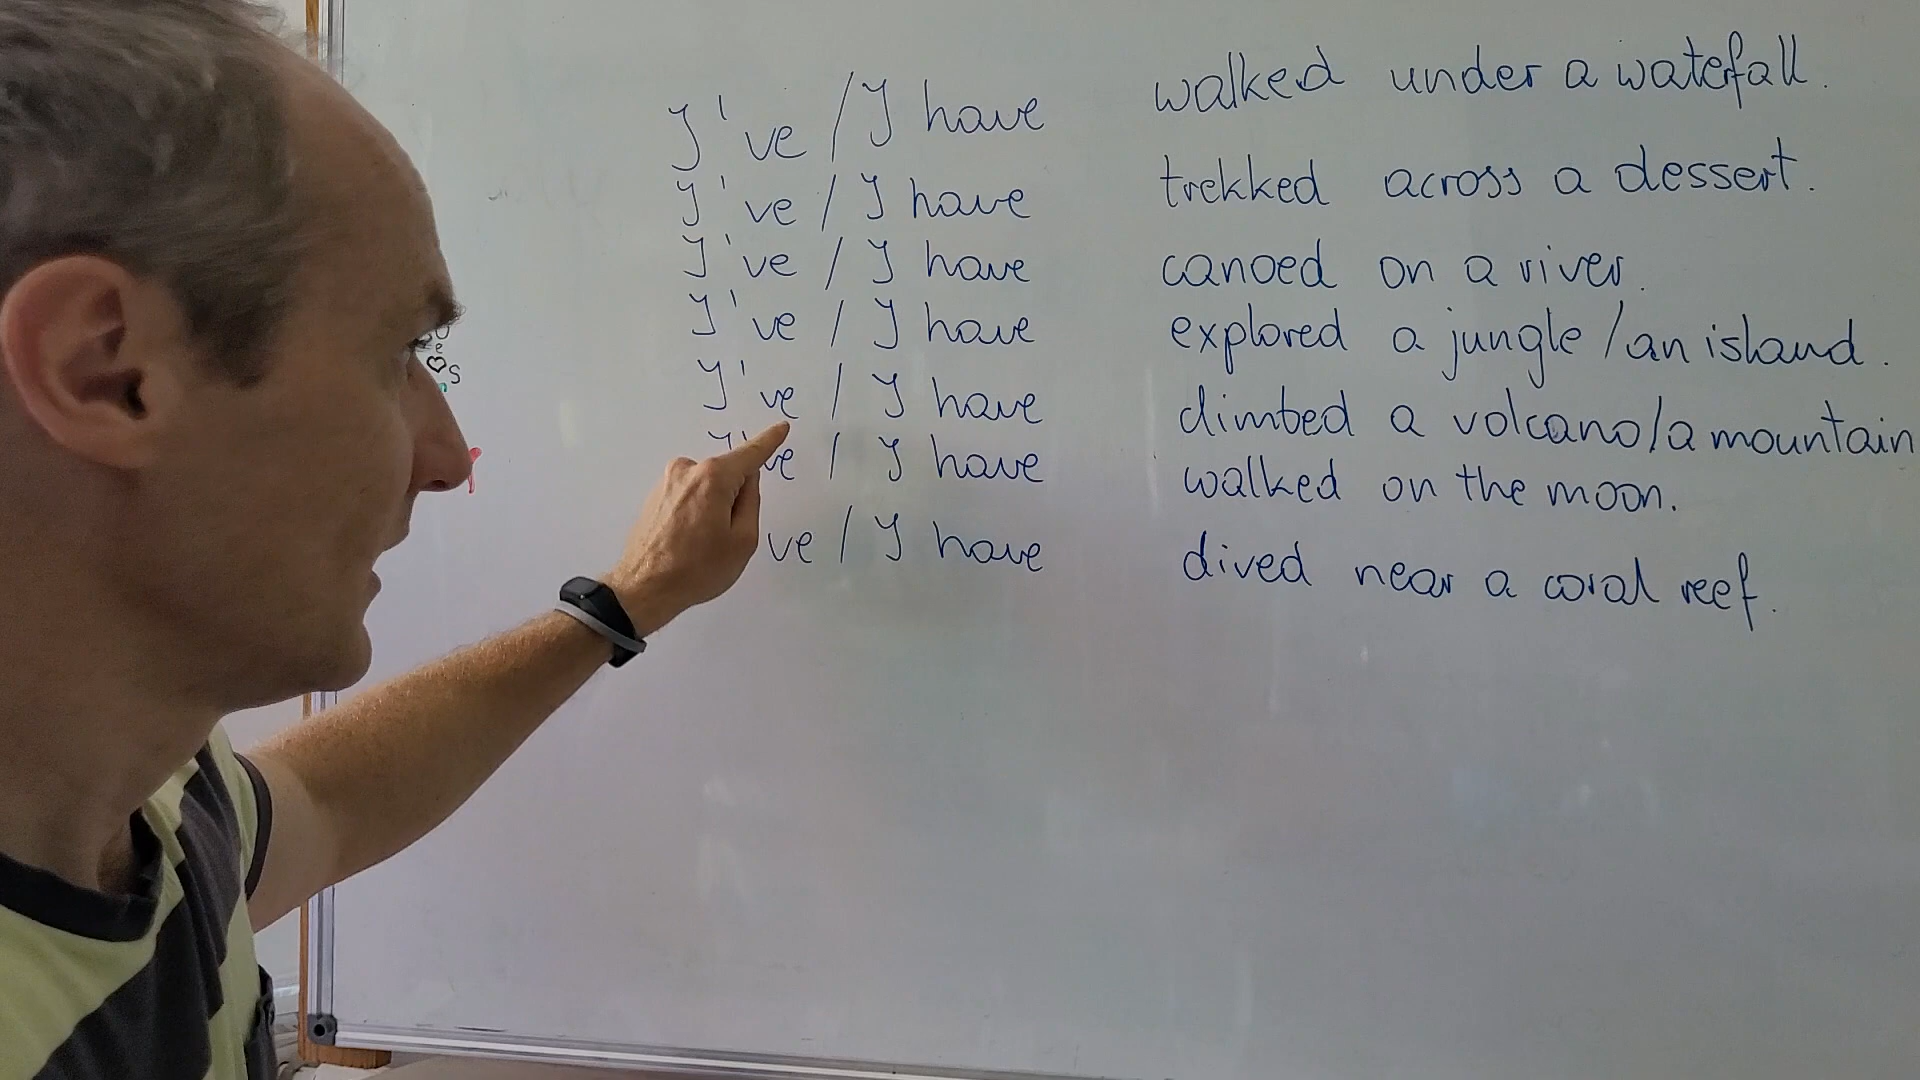 I've / I have walked under a waterfall.
I've / I have trekked across a dessert.
I've / I have canoed on a river.
I've / I have explored a jungle / an island.
I've / I have climbed a volcano / a mountain
I've / I have walked on the moon.
ve / I have dived near a coral reef.
e
♡s